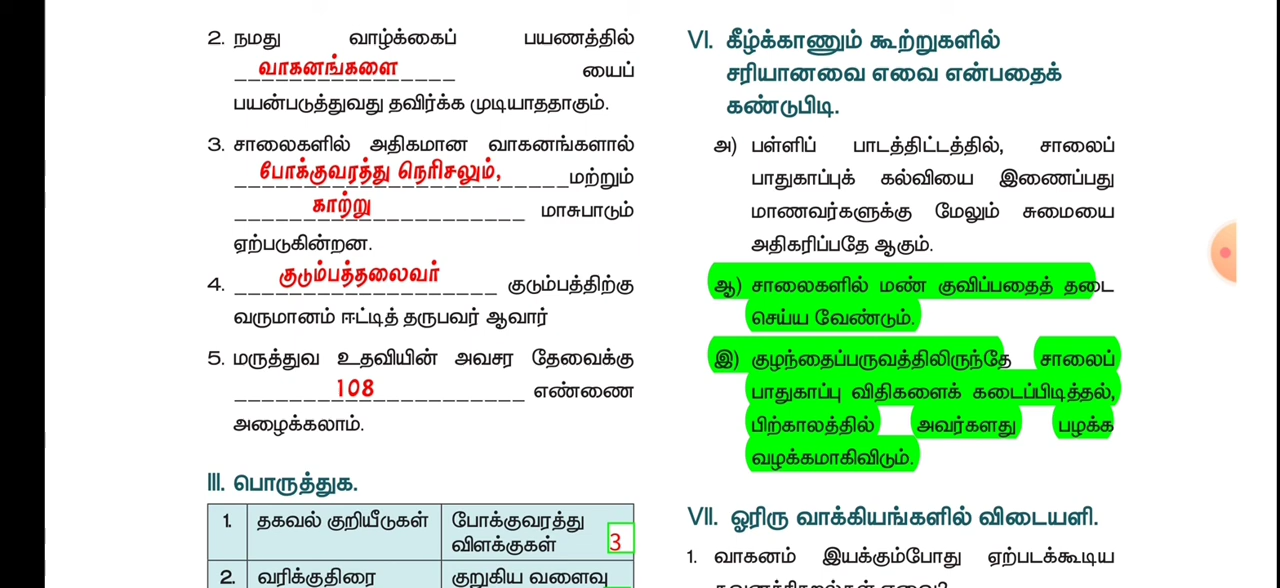 2. நமது வாழ்க்கைப் பயணத்தில்
வாகனங்களை யைப்
பயன்படுத்துவது தவிர்க்க முடியாததாகும்.
3. சாலைகளில் அதிகமான வாகனங்களால்
போக்குவரத்து நெரிசலும், மற்றும்
காற்று மாசுபாடும்
ஏற்படுகின்றன.
4. குடும்பத்தலைவர் குடும்பத்திற்கு
வருமானம் ஈட்டித் தருபவர் ஆவார்
5. மருத்துவ உதவியின் அவசர தேவைக்கு
108 எண்ணை
அழைக்கலாம்.
III. பொருத்துக.
1. தகவல் குறியீடுகள் போக்குவரத்து
விளக்குகள் 3
2. வரிக்குதிரை குறுகிய வளைவு
VI. கீழ்க்காணும் கூற்றுகளில்
சரியானவை எவை என்பதைக்
கண்டுபிடி.
அ) பள்ளிப் பாடத்திட்டத்தில், சாலைப்
பாதுகாப்புக் கல்வியை இணைப்பது
மாணவர்களுக்கு மேலும் சுமையை
அதிகரிப்பதே ஆகும்.
ஆ) சாலைகளில் மண் குவிப்பதைத் தடை
செய்ய வேண்டும்.
இ) குழந்தைப்பருவத்திலிருந்தே சாலைப்
பாதுகாப்பு விதிகளைக் கடைப்பிடித்தல்,
பிற்காலத்தில் அவர்களது பழக்க
வழக்கமாகிவிடும்.
VII. ஓரிரு வாக்கியங்களில் விடையளி.
1. வாகனம் இயக்கும்போது ஏற்படக்கூடிய